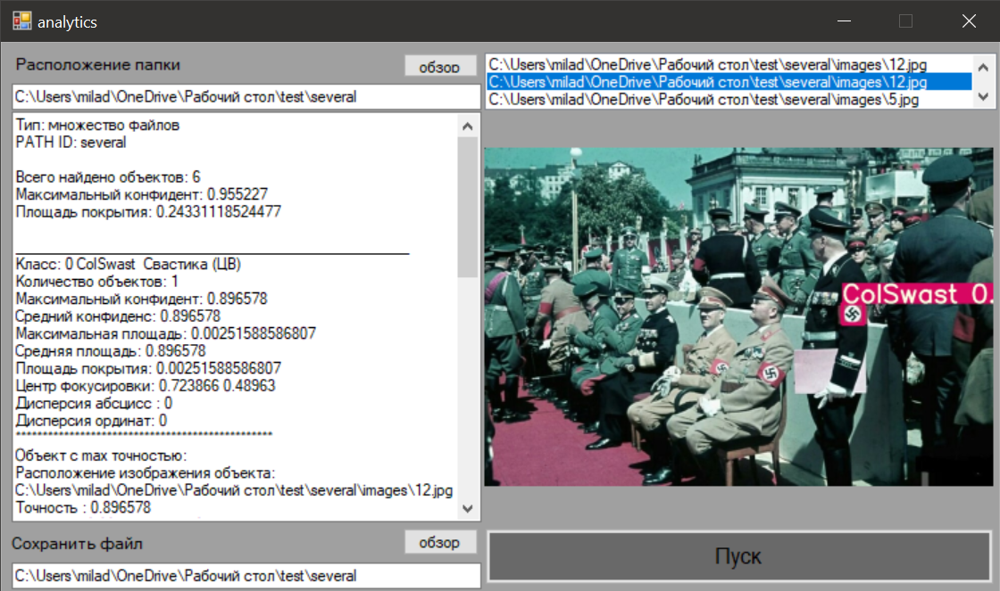 analytics
Расположение папки
обзор
C:\Users\milad\OneDrive\Рабочий стол\test\several
Тип: множество файлов
PATH ID: several
Всего найдено объектов: 6
Максимальный конфидент: 0.955227
Площадь покрытия: 0.24331118524477
Класс: 0 ColSwast Свастика (ЦВ)
Количество объектов: 1
Максимальный конфидент: 0.896578
Средний конфиденс: 0.896578
Максимальная площадь: 0.00251588586807
Средняя площадь: 0.896578
Площадь покрытия: 0.00251588586807
Центр фокусировки: 0.723866 0.48963
Дисперсия абсцисс : 0
Дисперсия ординат: 0
************************************************
Объект с max точностью:
Расположение изображения объекта:
C:\Users\milad\OneDrive\Рабочий стол\test\several\images\12.jpg
Точность : 0.896578
Сохранить файл
обзор
C:\Users\milad\OneDrive\Рабочий стол\test\several
C:\Users\milad\OneDrive\Рабочий стол\test\several\images\12.jpg
C:\Users\milad\OneDrive\Рабочий стол\test\several\images\12.jpg
C:\Users\milad\OneDrive\Рабочий стол\test\several\images\5.jpg
ColSwast 0.
Пуск